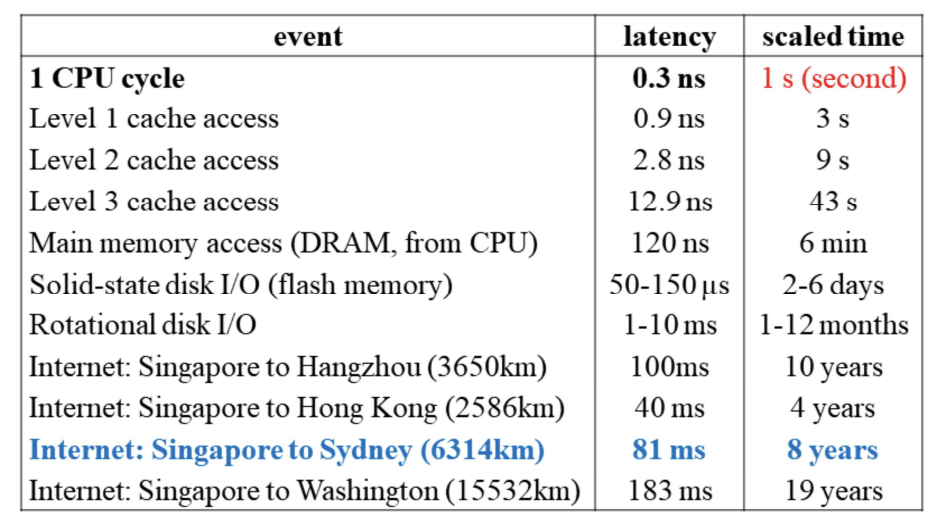 event latency scaled time
1 CPU cycle 0.3 ns 1 s (second)
Level 1 cache access 0.9 ns 3 s
Level 2 cache access 2.8 ns 9 s
Level 3 cache access 12.9 ns 43 s
Main memory access (DRAM, from CPU) 120 ns 6 min
Solid-state disk I/O (flash memory) 50-150 μs 2-6 days
Rotational disk I/O 1-10 ms 1-12 months
Internet: Singapore to Hangzhou (3650km) 100ms 10 years
Internet: Singapore to Hong Kong (2586km) 40 ms 4 years
Internet: Singapore to Sydney (6314km) 81 ms 8 years
Internet: Singapore to Washington (15532km) 183 ms 19 years